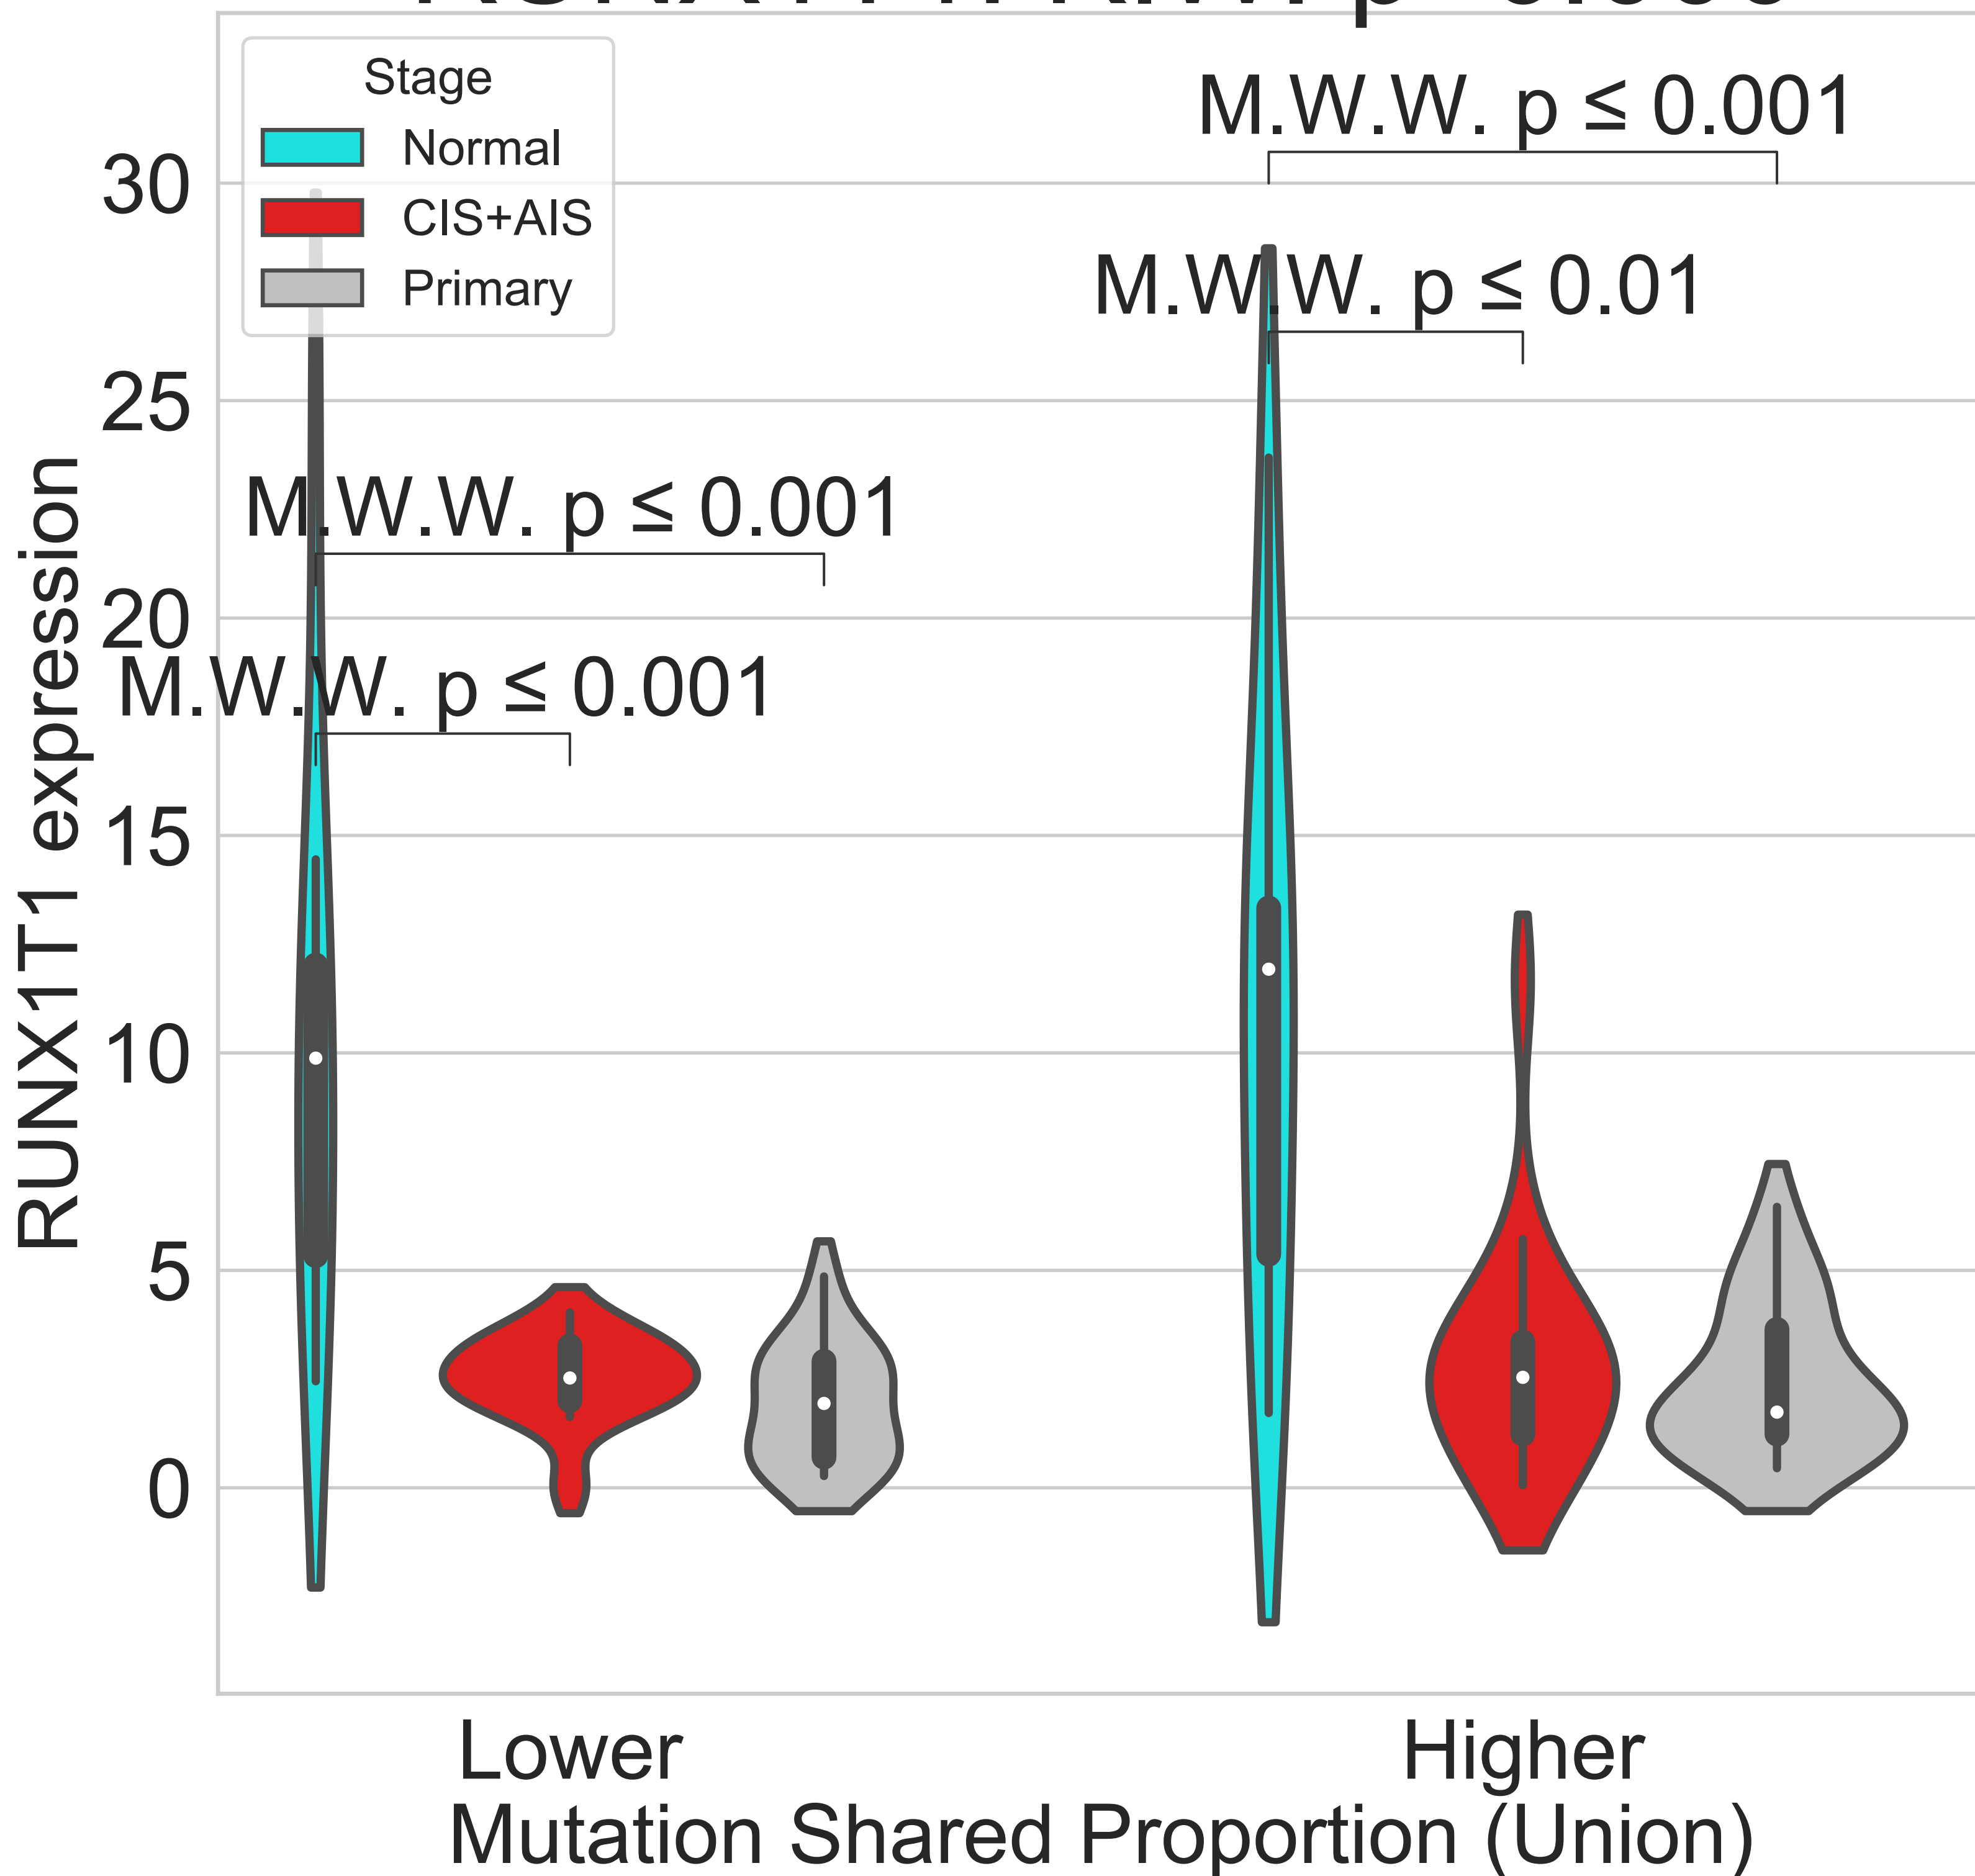 Stage
Normal
CIS+AIS
Primary
M.W.W. p ≤ 0.001
M.W.W. p ≤ 0.01
M.W.W. p ≤ 0.001
M.W.W. p ≤ 0.001
30
25
20
15
10
5
0
RUNX1T1 expression
Lower
Higher
Mutation Shared Proportion (Union)